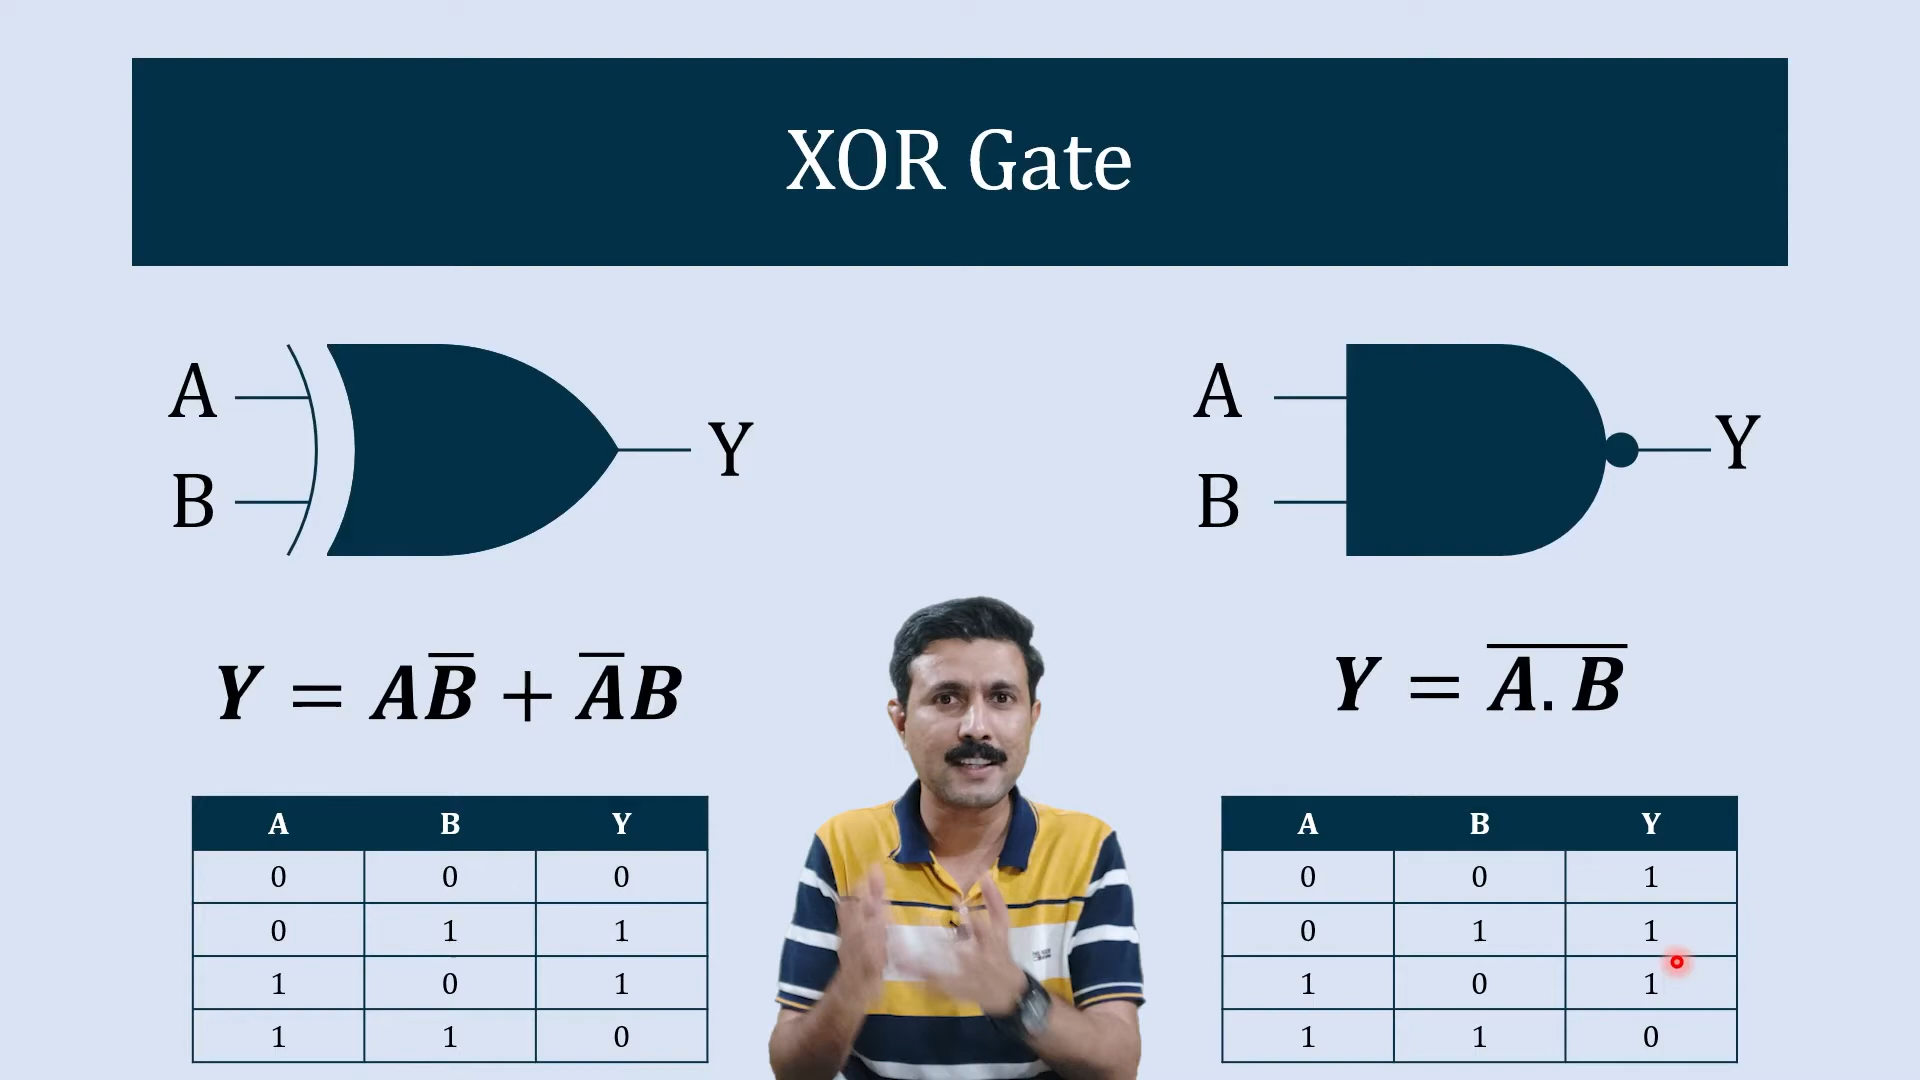 XOR Gate
A
B
Y
A
B
Y
Y = AB̅ + A̅B
Y = A̅.̅B̅
A B Y
0 0 0
0 1 1
1 0 1
1 1 0
A B Y
0 0 1
0 1 1
1 0 1
1 1 0